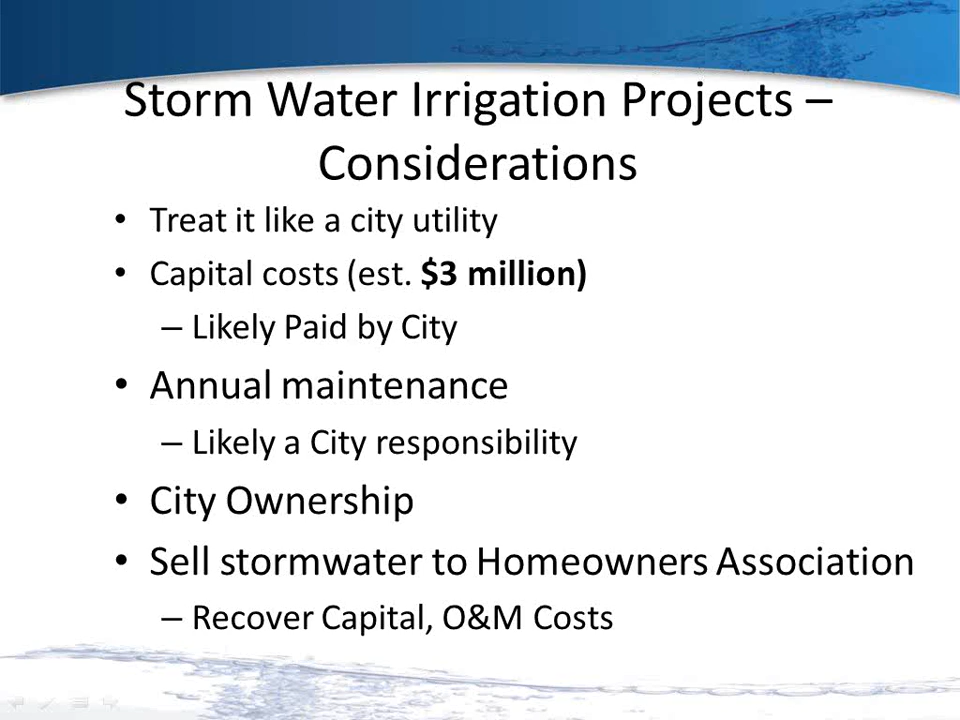 Storm Water Irrigation Projects –
Considerations
• Treat it like a city utility
• Capital costs (est. $3 million)
– Likely Paid by City
• Annual maintenance
– Likely a City responsibility
• City Ownership
• Sell stormwater to Homeowners Association
– Recover Capital, O&M Costs